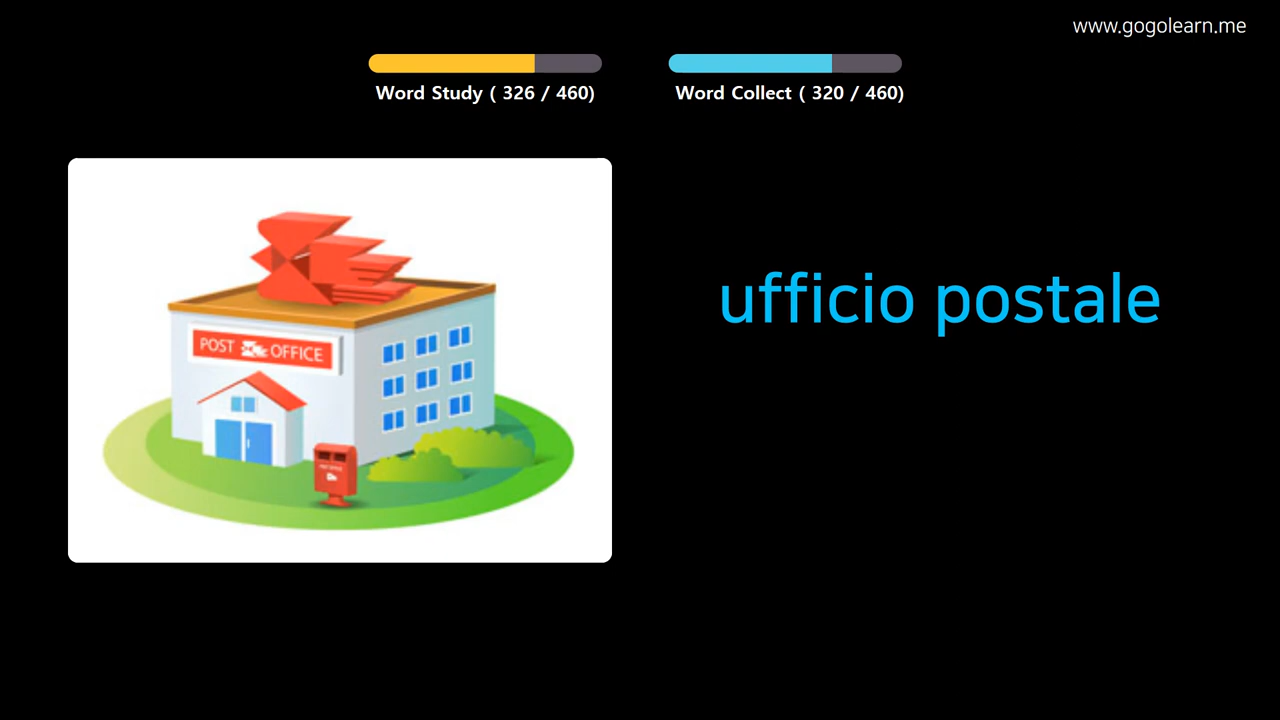 www.gogolearn.me
Word Study ( 326 / 460)
Word Collect ( 320 / 460)
POST OFFICE
ufficio postale